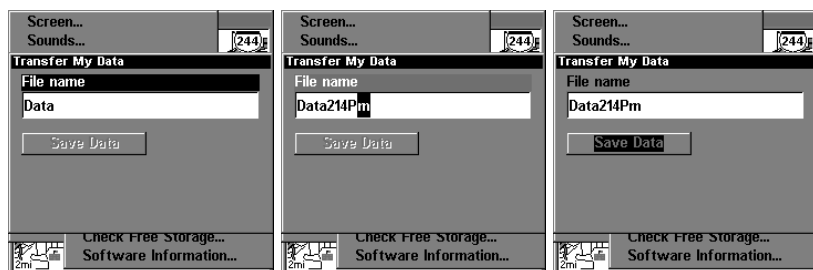 Screen...
Sounds...
244
Transfer My Data
File name
Data
Save Data
Check Free Storage...
Software Information...
2mi
Screen...
Sounds...
244
Transfer My Data
File name
Data214Pm
Save Data
Check Free Storage...
Software Information...
2mi
Screen...
Sounds...
244
Transfer My Data
File name
Data214Pm
Save Data
Check Free Storage...
Software Information...
2mi